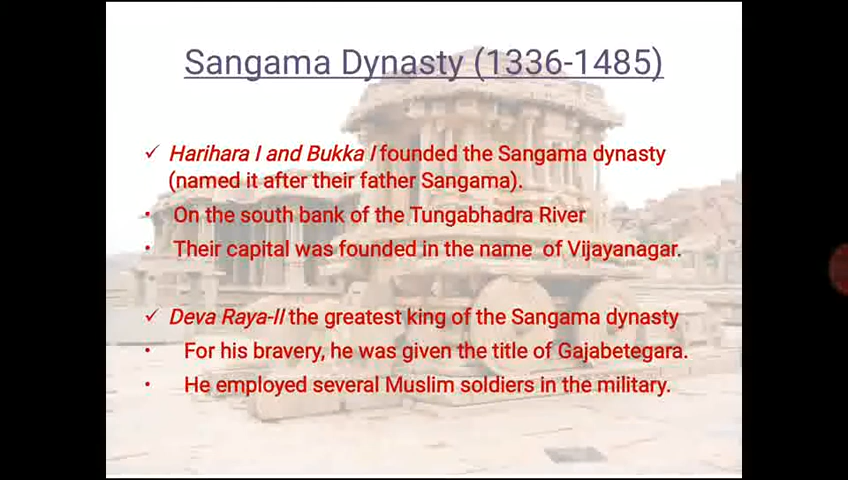 Sangama Dynasty (1336-1485)
✓ Harihara I and Bukka I founded the Sangama dynasty
(named it after their father Sangama).
• On the south bank of the Tungabhadra River
• Their capital was founded in the name of Vijayanagar.
✓ Deva Raya-II the greatest king of the Sangama dynasty
• For his bravery, he was given the title of Gajabetegara.
• He employed several Muslim soldiers in the military.